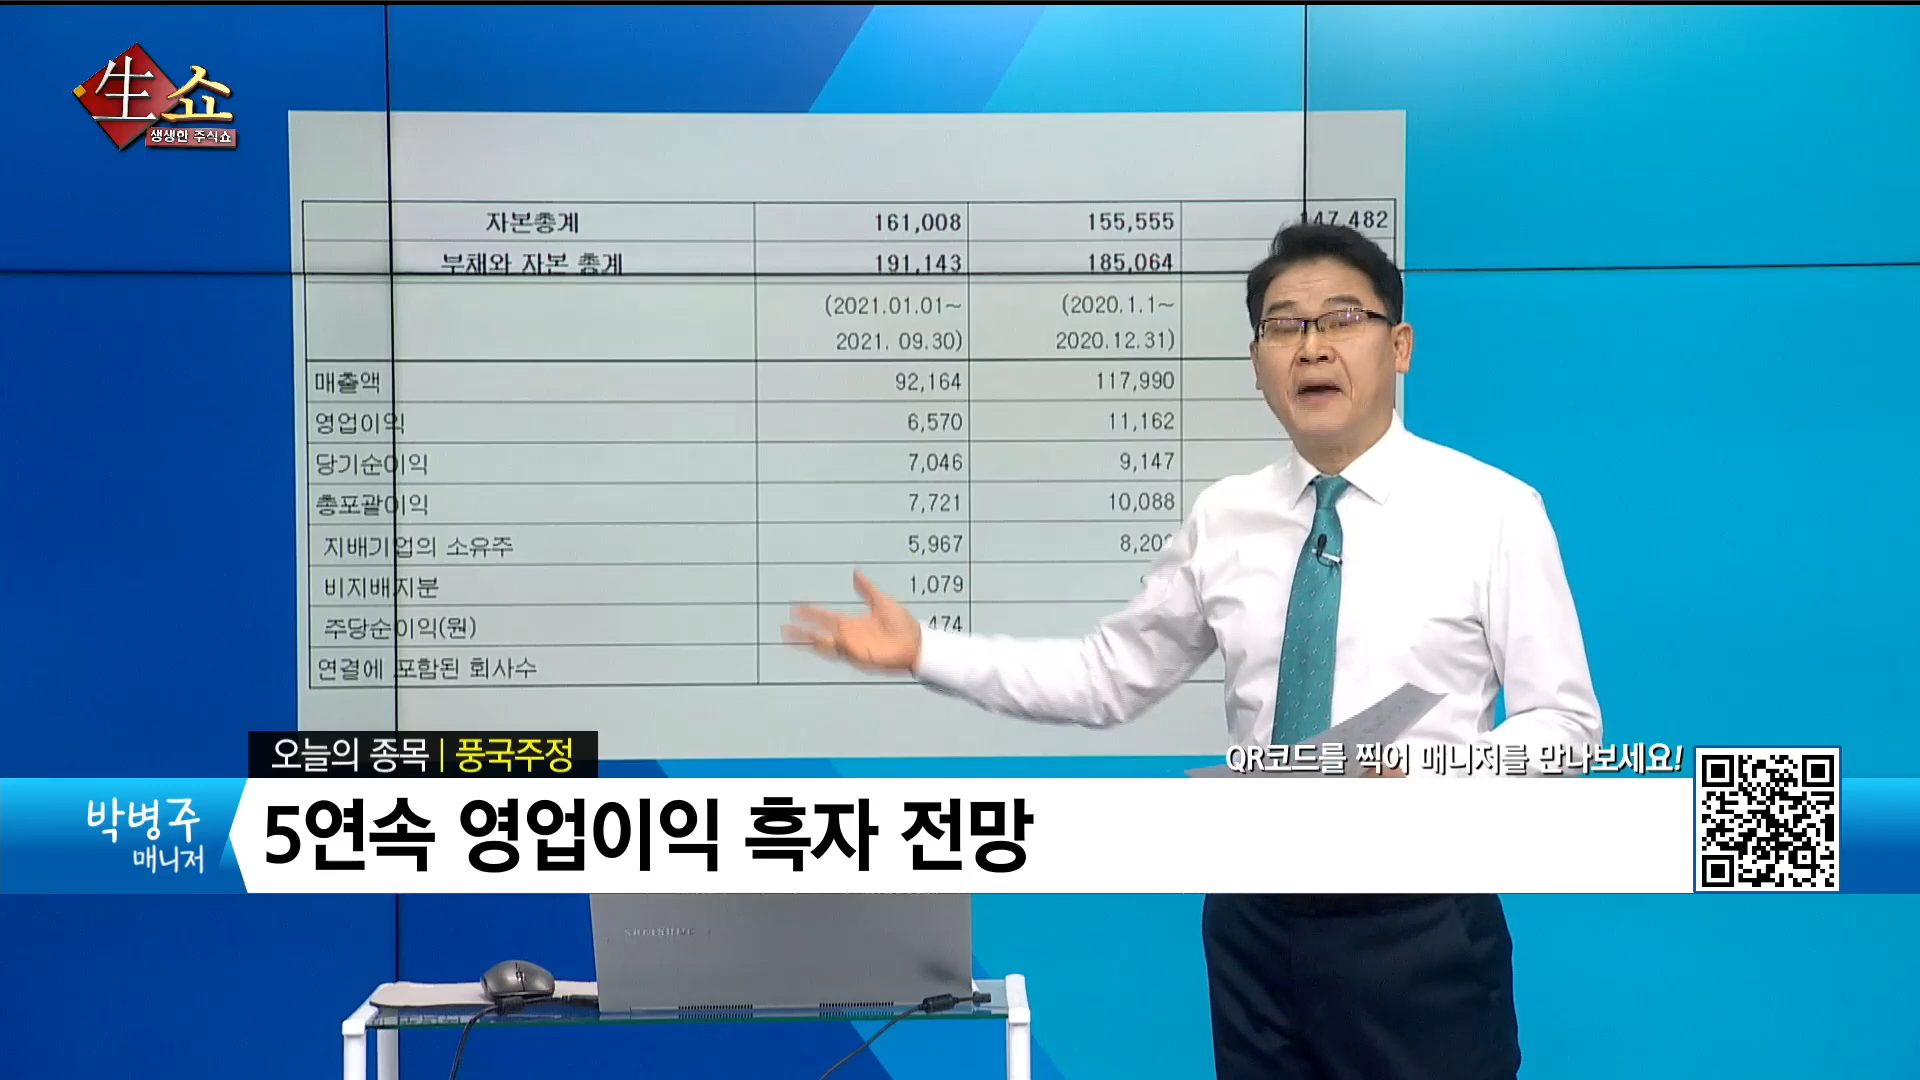 生쇼
생생한 주식쇼
자본총계 161,008 155,555 147,482
부채와 자본 총계 191,143 185,064
(2021.01.01~ (2020.1.1~
2021. 09.30) 2020.12.31)
매출액 92,164 117,990
영업이익 6,570 11,162
당기순이익 7,046 9,147
총포괄이익 7,721 10,088
지배기업의 소유주 5,967
비지배지분 1,079
주당순이익(원) 474
연결에 포함된 회사수
오늘의 종목 | 풍국주정
QR코드를 찍어 매니저를 만나보세요!
박병주
매니저
5연속 영업이익 흑자 전망
SAMSUNG